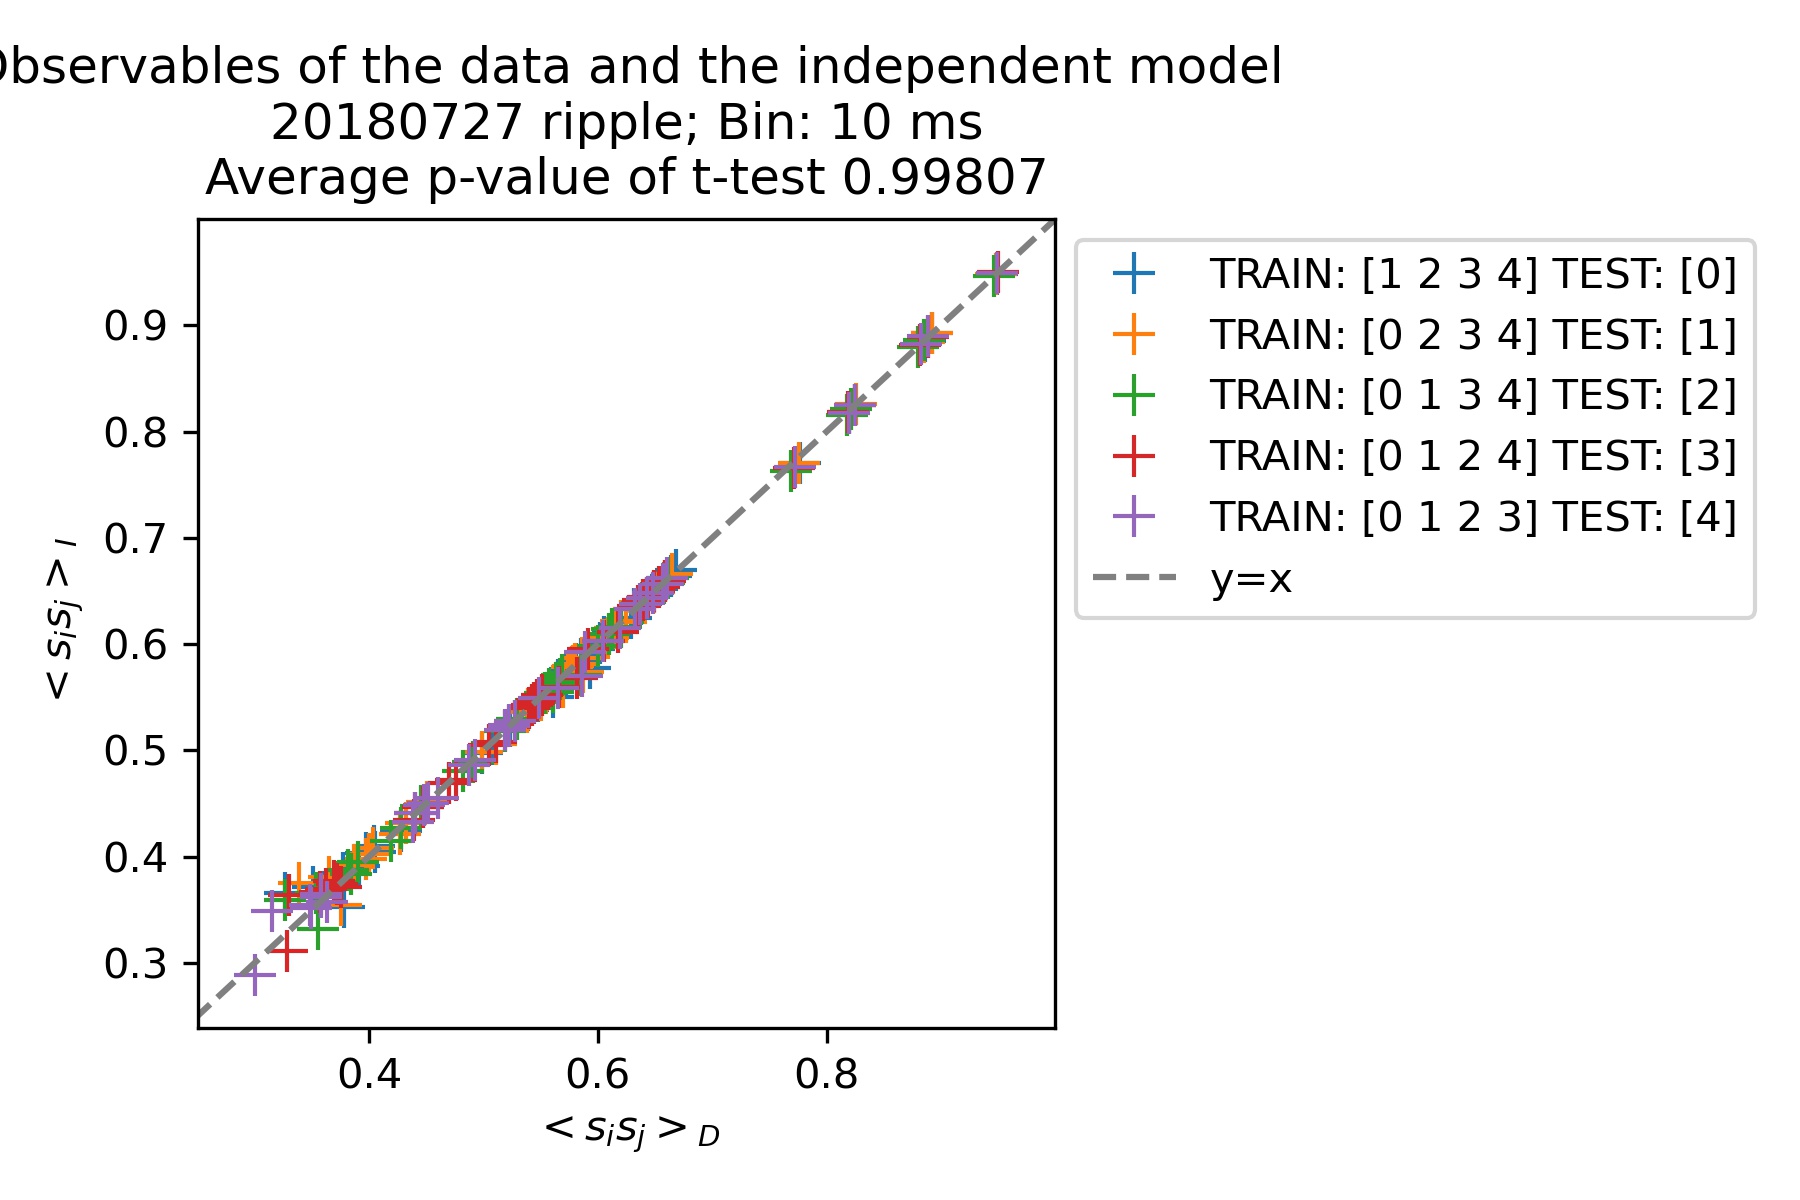 Observables of the data and the independent model
20180727 ripple; Bin: 10 ms
Average p-value of t-test 0.99807
0.9
0.8
0.7
0.6
0.5
0.4
0.3
< s_i s_j >_I
0.4 0.6 0.8
< s_i s_j >_D
TRAIN: [1 2 3 4] TEST: [0]
TRAIN: [0 2 3 4] TEST: [1]
TRAIN: [0 1 3 4] TEST: [2]
TRAIN: [0 1 2 4] TEST: [3]
TRAIN: [0 1 2 3] TEST: [4]
y=x